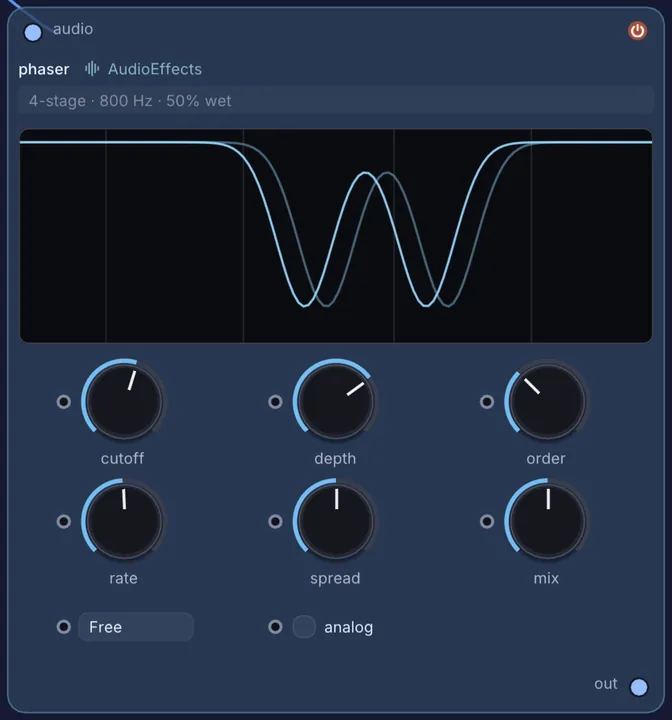 audio
phaser AudioEffects
4-stage · 800 Hz · 50% wet
cutoff depth order
rate spread mix
Free analog
out